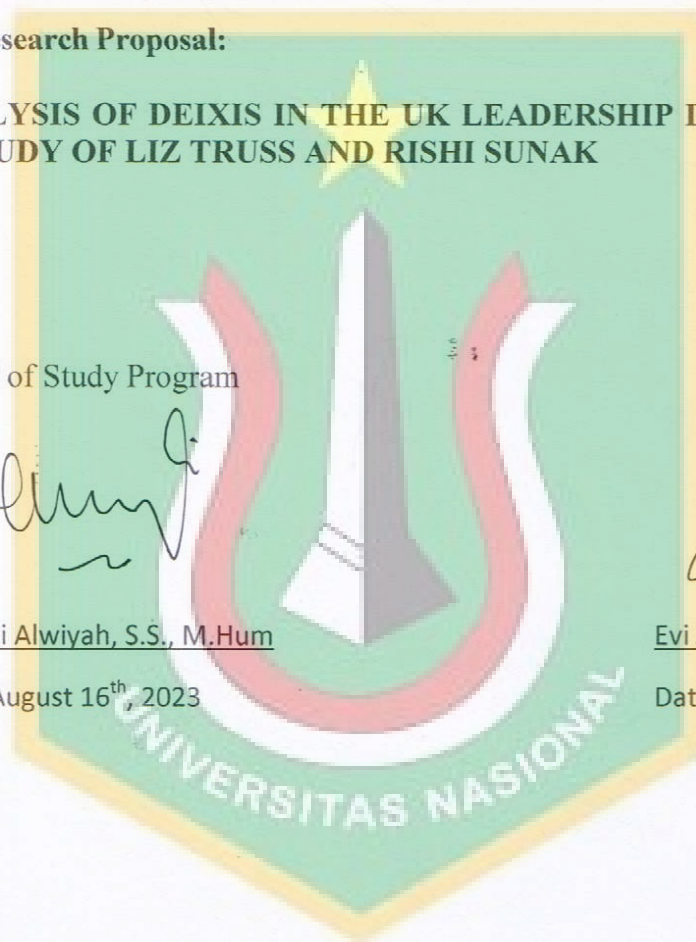 search Proposal:
LYSIS OF DEIXIS IN THE UK LEADERSHIP
UDY OF LIZ TRUSS AND RISHI SUNAK
of Study Program
i Alwiyah, S.S., M.Hum
Evi
August 16th, 2023
Dat
UNIVERSITAS NASIONAL